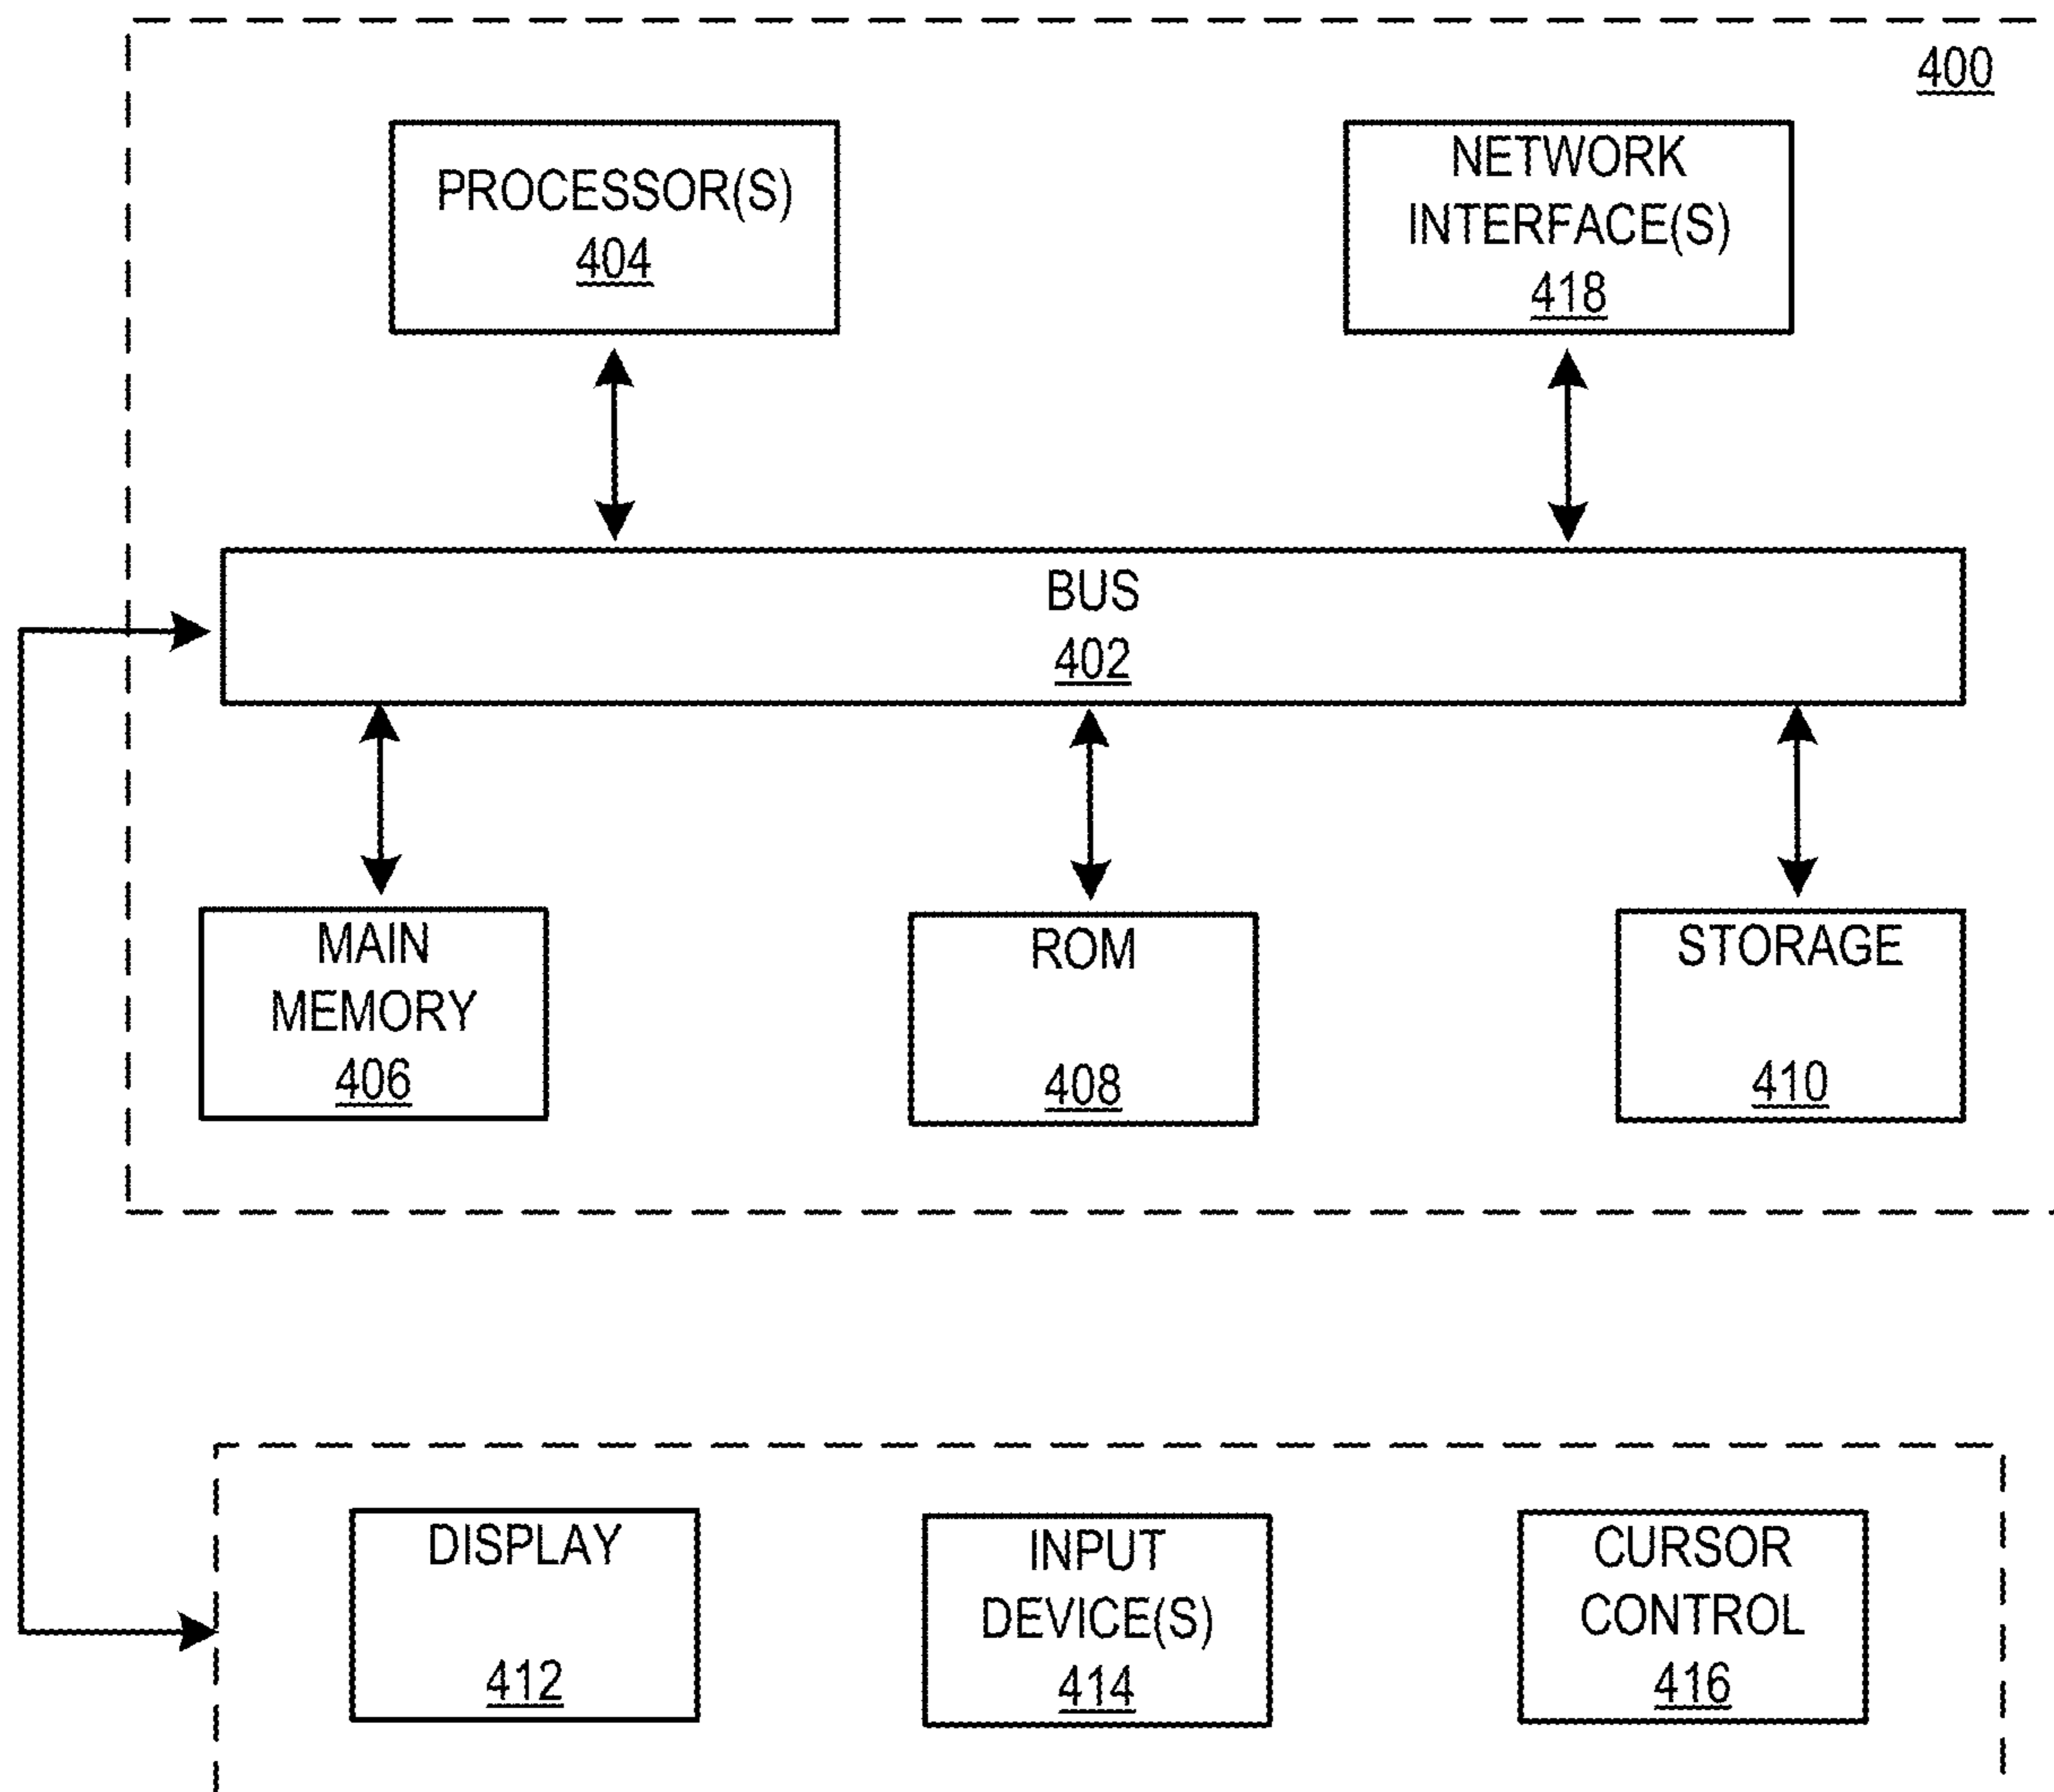 400
PROCESSOR(S)
404
NETWORK
INTERFACE(S)
418
BUS
402
MAIN
MEMORY
406
ROM
408
STORAGE
410
DISPLAY
412
INPUT
DEVICE(S)
414
CURSOR
CONTROL
416